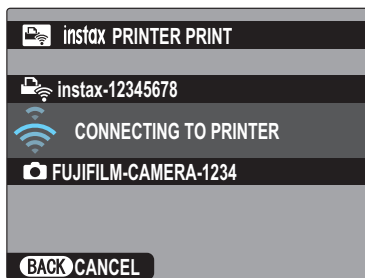 instax PRINTER PRINT
instax-12345678
CONNECTING TO PRINTER
FUJIFILM-CAMERA-1234
BACK CANCEL